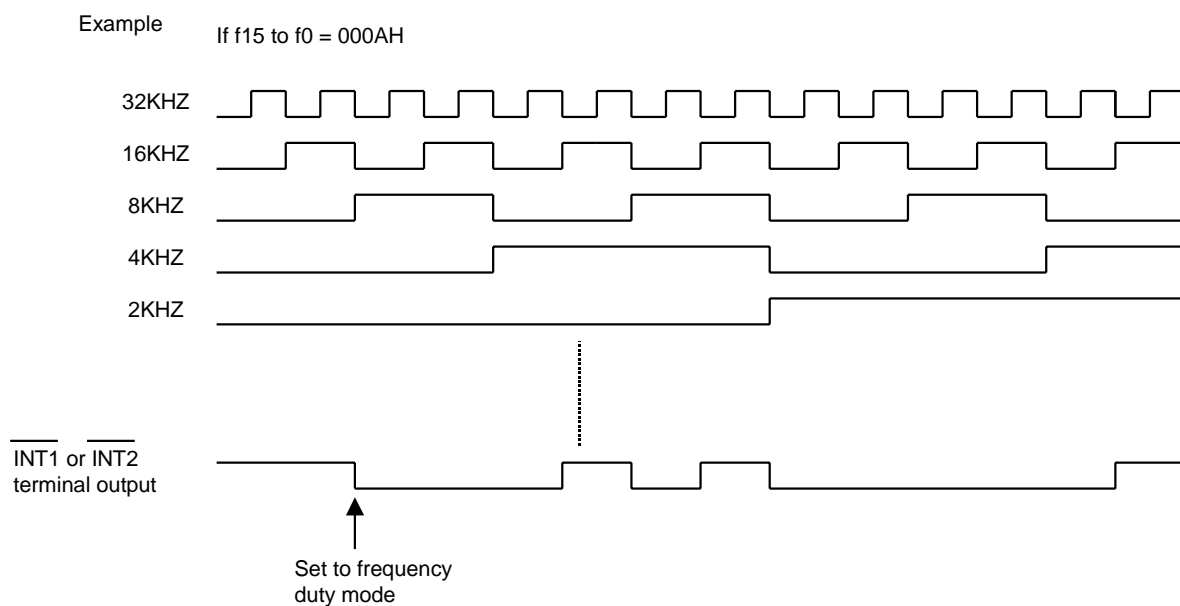 Example
If f15 to f0 = 000AH
32KHZ
16KHZ
8KHZ
4KHZ
2KHZ
INT1 or INT2
terminal output
Set to frequency
duty mode